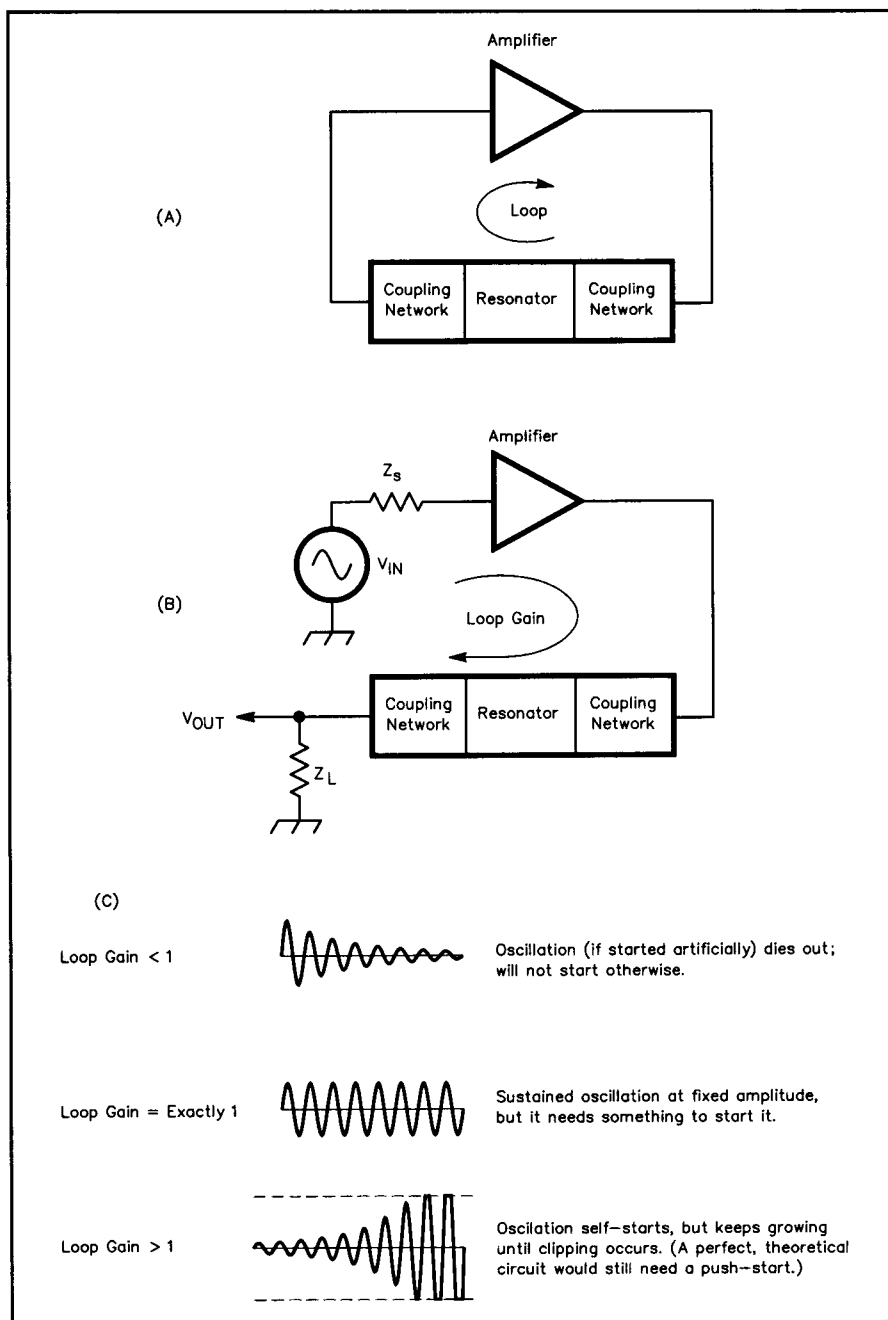 Amplifier
(A)
Loop
Coupling
Network
Resonator
Coupling
Network
Amplifier
Zs
VIN
(B)
Loop Gain
Coupling
Network
Resonator
Coupling
Network
VOUT
ZL
(C)
Loop Gain < 1
Oscillation (if started artificially) dies out;
will not start otherwise.
Loop Gain = Exactly 1
Sustained oscillation at fixed amplitude,
but it needs something to start it.
Loop Gain > 1
Oscilation self-starts, but keeps growing
until clipping occurs. (A perfect, theoretical
circuit would still need a push-start.)